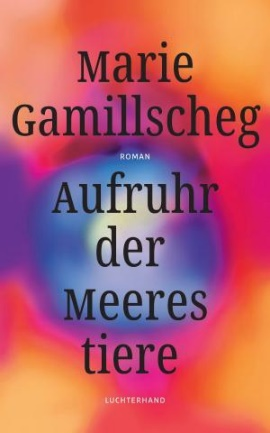 Marie
Gamillscheg
ROMAN
Aufruhr
der
Meeres
tiere
LUCHTERHAND